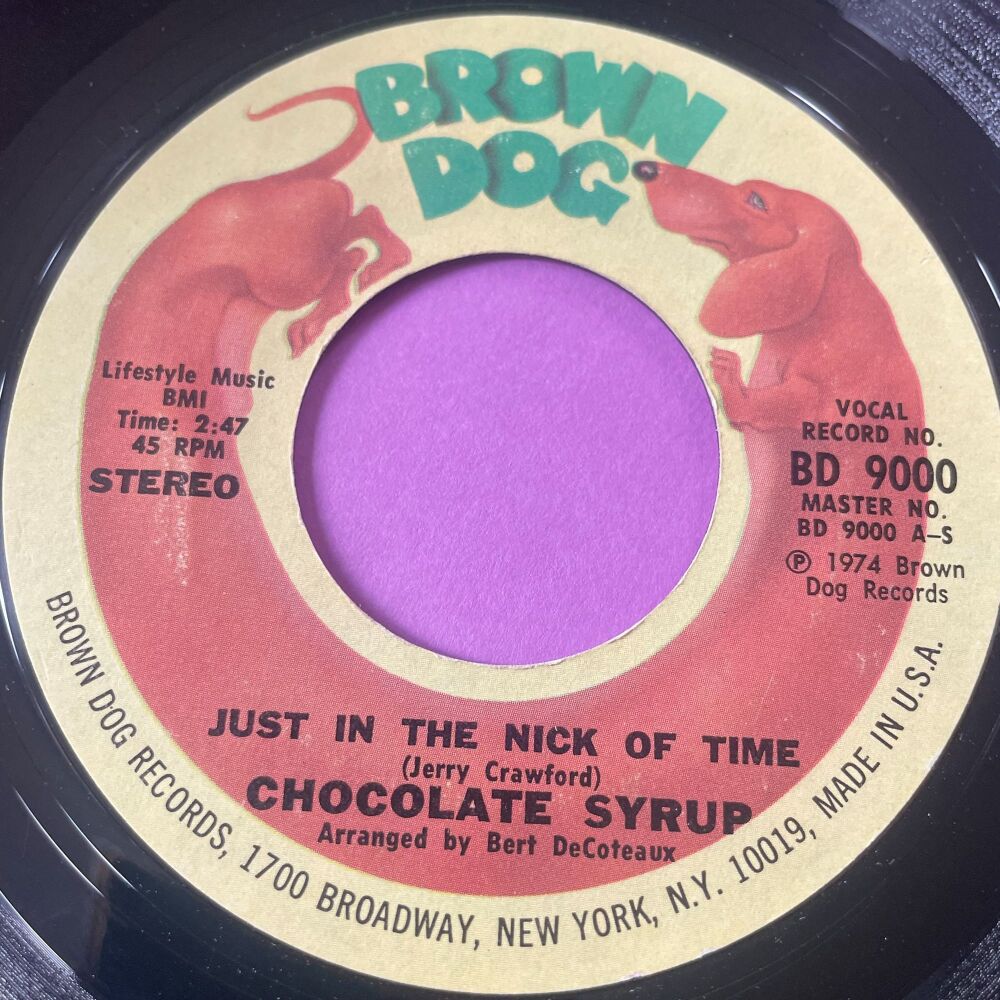 BROWN
DOG
Lifestyle Music
BMI
Time: 2:47
45 RPM
STEREO
VOCAL
RECORD NO.
BD 9000
MASTER NO.
BD 9000 A-S
Ⓟ 1974 Brown
Dog Records
JUST IN THE NICK OF TIME
(Jerry Crawford)
CHOCOLATE SYRUP
Arranged by Bert DeCoteaux
BROWN DOG RECORDS, 1700 BROADWAY, NEW YORK, N.Y. 10019, MADE IN U.S.A.